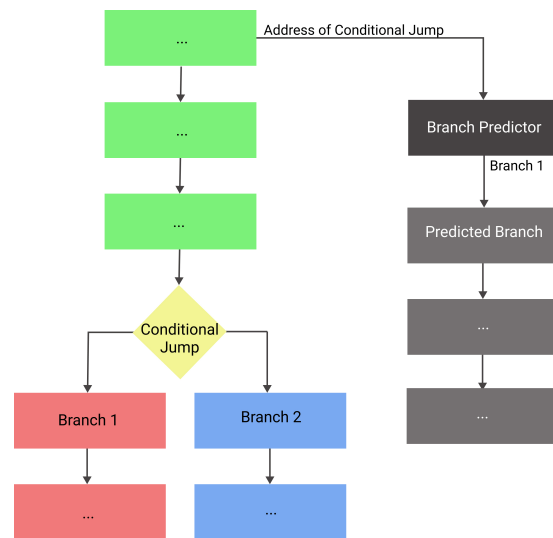 ...
Address of Conditional Jump
...
Branch Predictor
Branch 1
...
Predicted Branch
Conditional
Jump
...
Branch 1
Branch 2
...
...
...